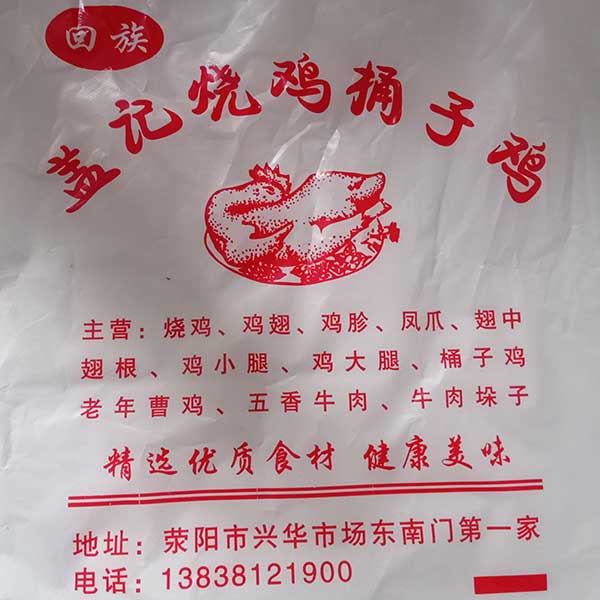 回族
盖记烧鸡桶子鸡
主营：烧鸡、鸡翅、鸡胗、凤爪、翅中
翅根、鸡小腿、鸡大腿、桶子鸡
老年曹鸡、五香牛肉、牛肉垛子
精选优质食材 健康美味
地址：荥阳市兴华市场东南门第一家
电话：13838121900